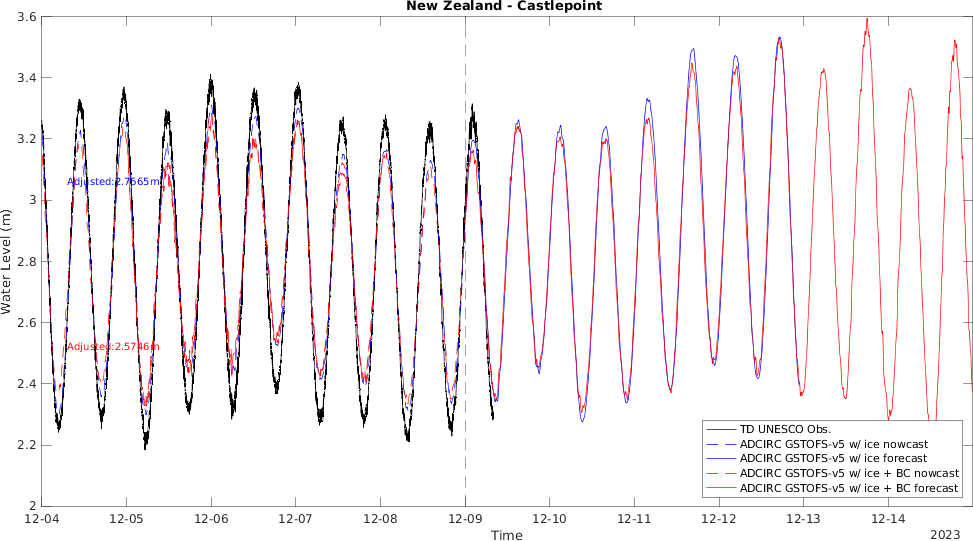 New Zealand - Castlepoint
3.6
3.4
3.2
3
2.8
2.6
2.4
2.2
2
Water Level (m)
Adjusted:2.7665m
Adjusted:2.5746m
TD UNESCO Obs.
ADCIRC GSTOFS-v5 w/ ice nowcast
ADCIRC GSTOFS-v5 w/ ice forecast
ADCIRC GSTOFS-v5 w/ ice + BC nowcast
ADCIRC GSTOFS-v5 w/ ice + BC forecast
12-04 12-05 12-06 12-07 12-08 12-09 12-10 12-11 12-12 12-13 12-14
Time
2023